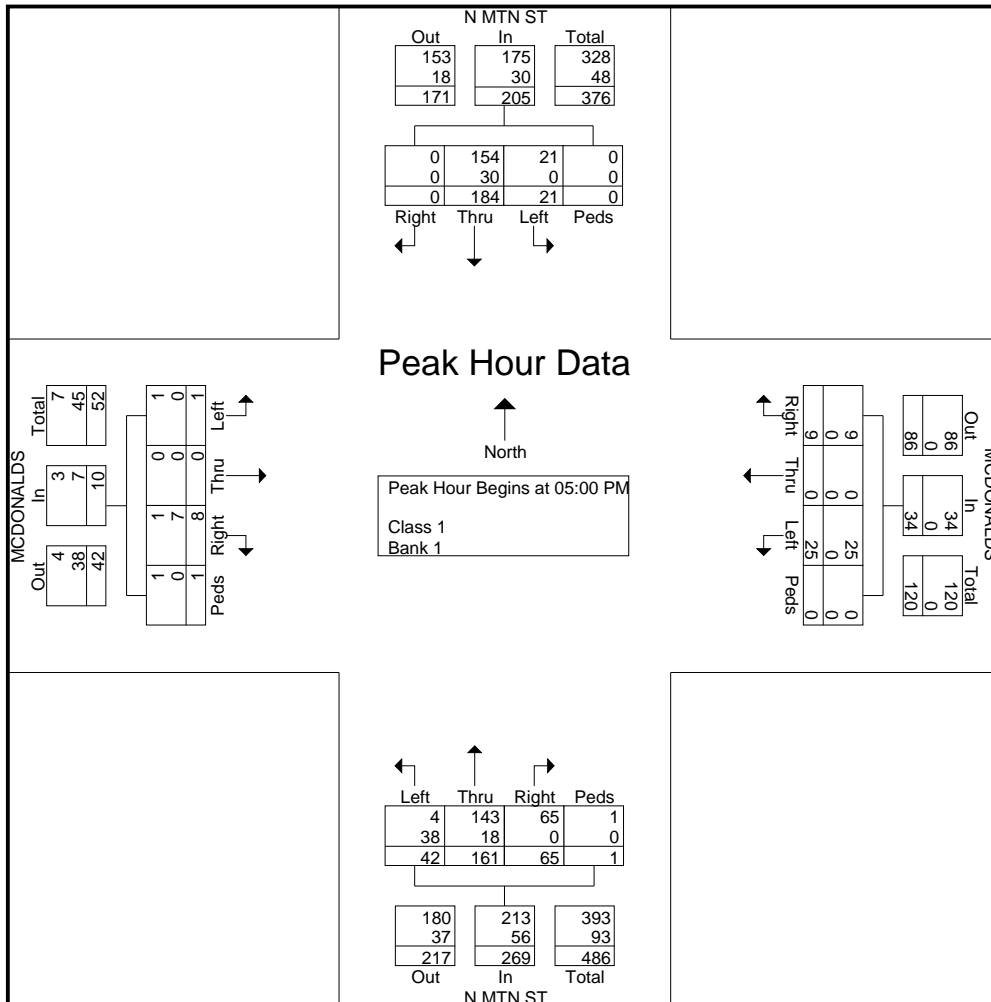 N MTN ST
Out In Total
153 175 328
18 30 48
171 205 376
0 154 21 0
0 30 0 0
0 184 21 0
Right Thru Left Peds
Peak Hour Data
North
Peak Hour Begins at 05:00 PM
Class 1
Bank 1
MCDONALDS
Out In Total
4 3 7
38 7 45
42 10 52
Peds Right Thru Left
1 1 0 1
0 7 0 0
1 8 0 1
MCDONALDS
Out In Total
86 34 120
0 0 0
86 34 120
Right Thru Left Peds
9 0 25 0
0 0 0 0
9 0 25 0
Left Thru Right Peds
4 143 65 1
38 18 0 0
42 161 65 1
180 213 393
37 56 93
217 269 486
Out In Total
N MTN ST